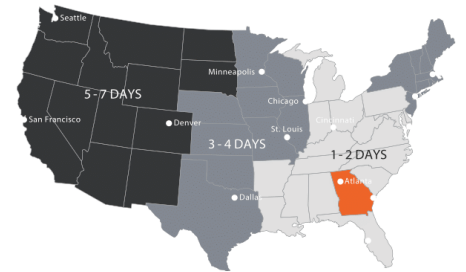 Seattle
Minneapolis
5 - 7 DAYS
Chicago
San Francisco
Denver
Cincinnati
St. Louis
3 - 4 DAYS
1 - 2 DAYS
Atlanta
Dallas